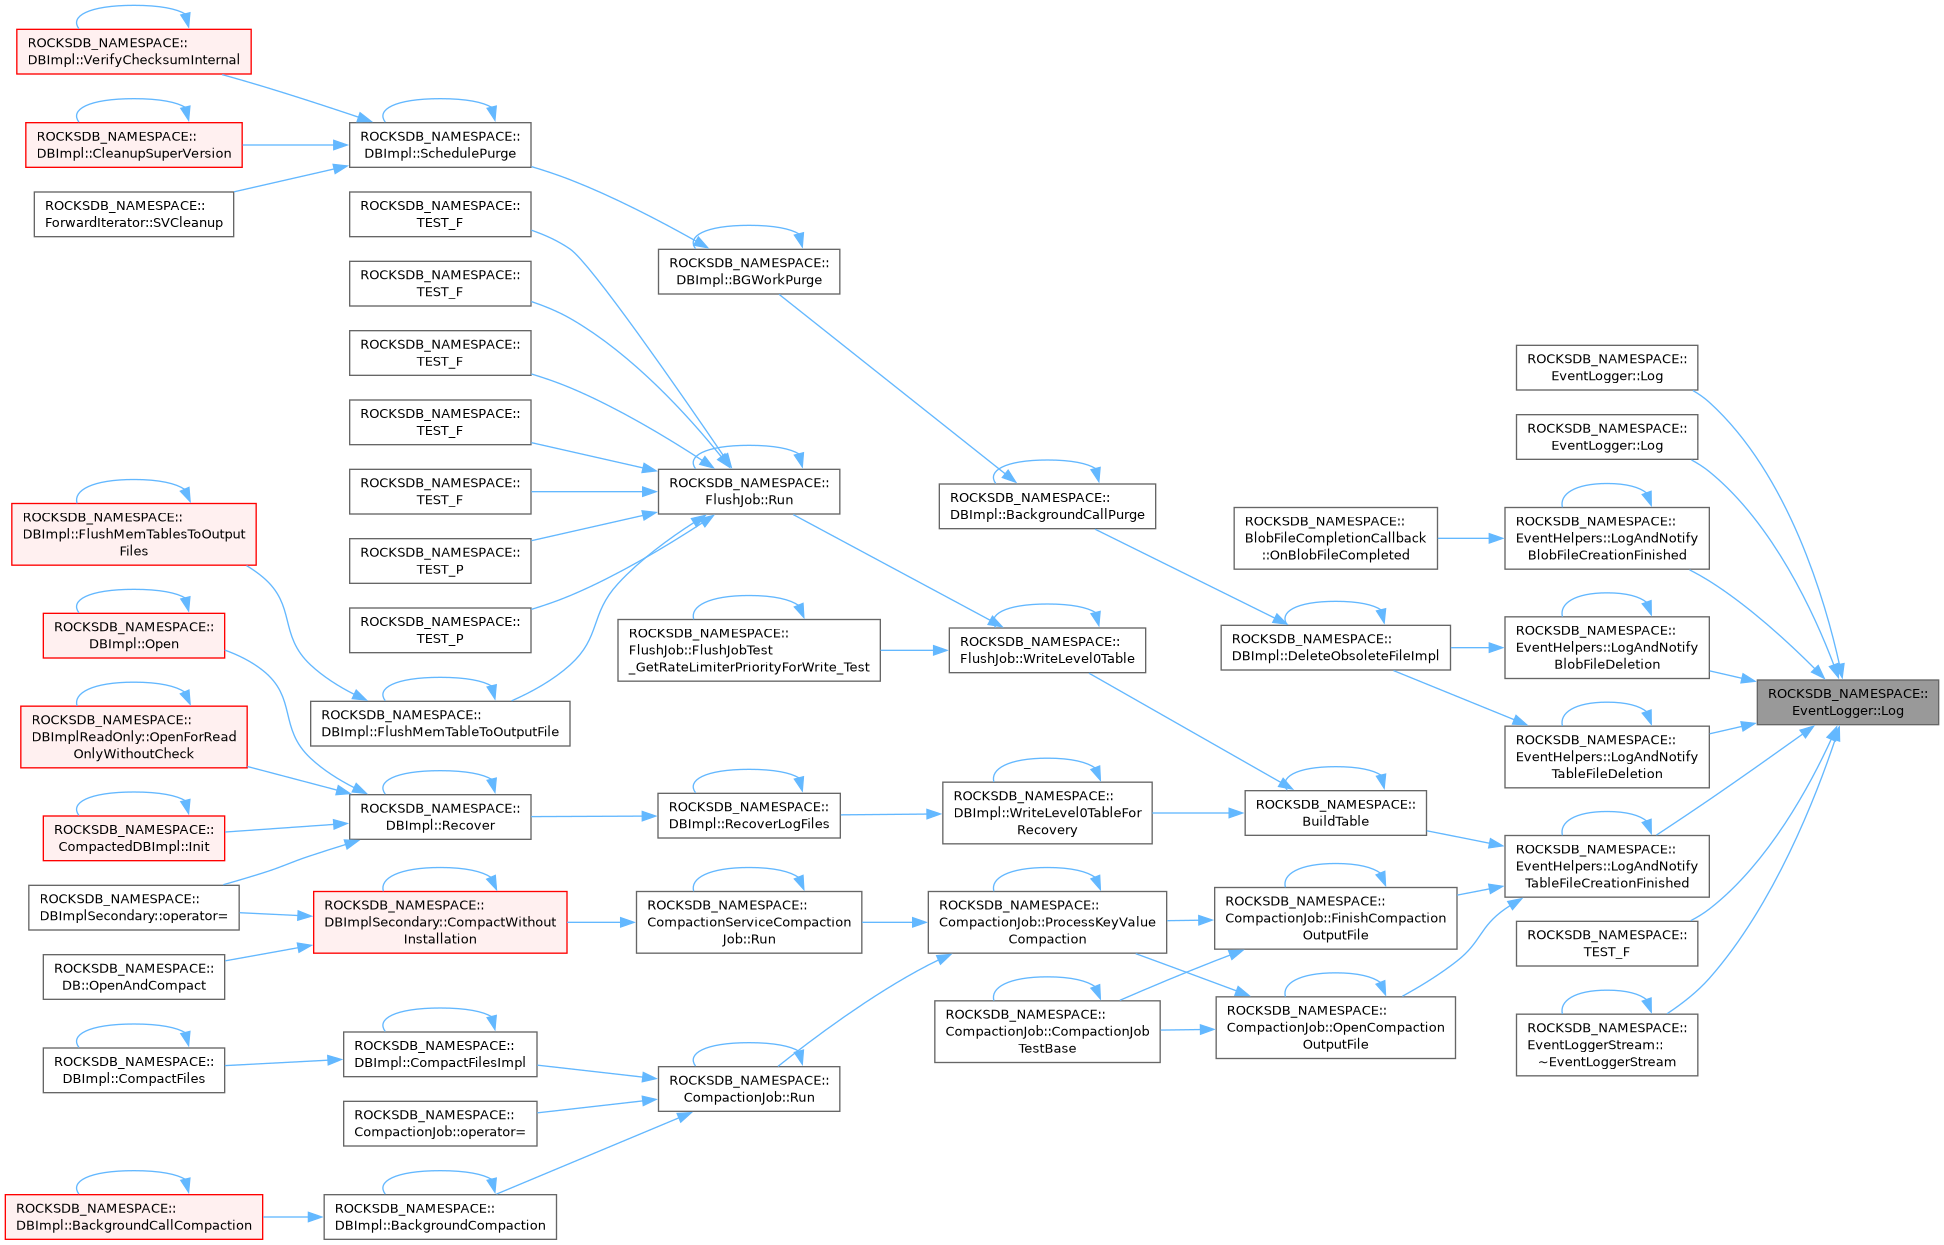 ROCKSDB_NAMESPACE::
DBImpl::VerifyChecksumInternal
ROCKSDB_NAMESPACE::
DBImpl::CleanupSuperVersion
ROCKSDB_NAMESPACE::
ForwardIterator::SVCleanup
ROCKSDB_NAMESPACE::
DBImpl::FlushMemTablesToOutput
Files
ROCKSDB_NAMESPACE::
DBImpl::Open
ROCKSDB_NAMESPACE::
DBImplReadOnly::OpenForRead
OnlyWithoutCheck
ROCKSDB_NAMESPACE::
CompactedDBImpl::Init
ROCKSDB_NAMESPACE::
DBImplSecondary::operator=
ROCKSDB_NAMESPACE::
DB::OpenAndCompact
ROCKSDB_NAMESPACE::
DBImpl::CompactFiles
ROCKSDB_NAMESPACE::
DBImpl::BackgroundCallCompaction
ROCKSDB_NAMESPACE::
DBImpl::SchedulePurge
ROCKSDB_NAMESPACE::
TEST_F
ROCKSDB_NAMESPACE::
TEST_F
ROCKSDB_NAMESPACE::
TEST_F
ROCKSDB_NAMESPACE::
TEST_F
ROCKSDB_NAMESPACE::
TEST_F
ROCKSDB_NAMESPACE::
TEST_P
ROCKSDB_NAMESPACE::
TEST_P
ROCKSDB_NAMESPACE::
DBImpl::FlushMemTableToOutputFile
ROCKSDB_NAMESPACE::
DBImpl::Recover
ROCKSDB_NAMESPACE::
DBImplSecondary::CompactWithout
Installation
ROCKSDB_NAMESPACE::
DBImpl::CompactFilesImpl
ROCKSDB_NAMESPACE::
CompactionJob::operator=
ROCKSDB_NAMESPACE::
DBImpl::BackgroundCompaction
ROCKSDB_NAMESPACE::
DBImpl::BGWorkPurge
ROCKSDB_NAMESPACE::
FlushJob::Run
ROCKSDB_NAMESPACE::
FlushJob::FlushJobTest
_GetRateLimiterPriorityForWrite_Test
ROCKSDB_NAMESPACE::
DBImpl::RecoverLogFiles
ROCKSDB_NAMESPACE::
CompactionServiceCompaction
Job::Run
ROCKSDB_NAMESPACE::
CompactionJob::Run
ROCKSDB_NAMESPACE::
DBImpl::BackgroundCallPurge
ROCKSDB_NAMESPACE::
FlushJob::WriteLevel0Table
ROCKSDB_NAMESPACE::
DBImpl::WriteLevel0TableFor
Recovery
ROCKSDB_NAMESPACE::
CompactionJob::ProcessKeyValue
Compaction
ROCKSDB_NAMESPACE::
CompactionJob::CompactionJob
TestBase
ROCKSDB_NAMESPACE::
BlobFileCompletionCallback
::OnBlobFileCompleted
ROCKSDB_NAMESPACE::
DBImpl::DeleteObsoleteFileImpl
ROCKSDB_NAMESPACE::
BuildTable
ROCKSDB_NAMESPACE::
CompactionJob::FinishCompaction
OutputFile
ROCKSDB_NAMESPACE::
CompactionJob::OpenCompaction
OutputFile
ROCKSDB_NAMESPACE::
EventLogger::Log
ROCKSDB_NAMESPACE::
EventLogger::Log
ROCKSDB_NAMESPACE::
EventHelpers::LogAndNotify
BlobFileCreationFinished
ROCKSDB_NAMESPACE::
EventHelpers::LogAndNotify
BlobFileDeletion
ROCKSDB_NAMESPACE::
EventHelpers::LogAndNotify
TableFileDeletion
ROCKSDB_NAMESPACE::
EventHelpers::LogAndNotify
TableFileCreationFinished
ROCKSDB_NAMESPACE::
TEST_F
ROCKSDB_NAMESPACE::
EventLoggerStream::
~EventLoggerStream
ROCKSDB_NAMESPACE::
EventLogger::Log